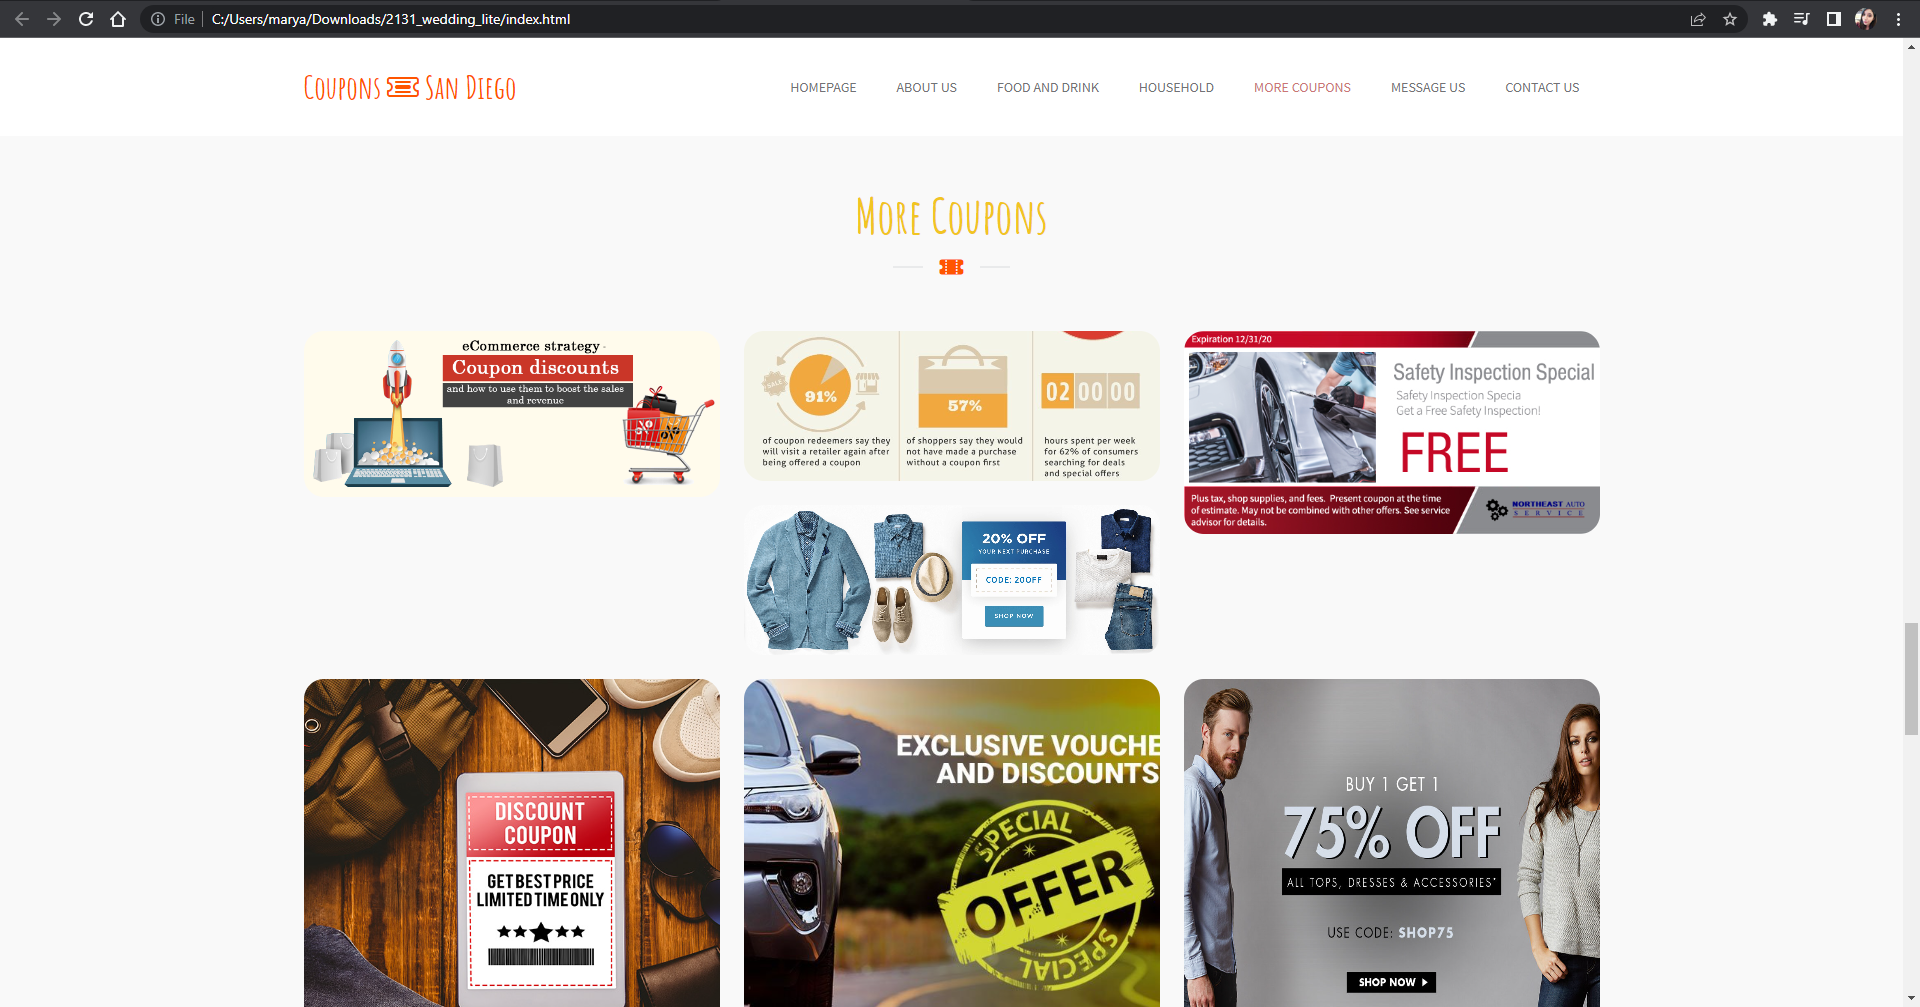 File
C:/Users/marya/Downloads/2131_wedding_lite/index.html
Coupons San Diego
HOMEPAGE
ABOUT US
FOOD AND DRINK
HOUSEHOLD
MORE COUPONS
MESSAGE US
CONTACT US
More Coupons
eCommerce strategy -
Coupon discounts
and how to use them to boost the sales
and revenue
% %
SALE
91%
of coupon redeemers say they
will visit a retailer again after
being offered a coupon
57%
of shoppers say they would
not have made a purchase
without a coupon first
02 00 00
hours spent per week
for 62% of consumers
searching for deals
and special offers
Expiration 12/31/20
Safety Inspection Special
Safety Inspection Specia
Get a Free Safety Inspection!
FREE
Plus tax, shop supplies, and fees. Present coupon at the time
of estimate. May not be combined with other offers. See service
advisor for details.
NORTHEAST AUTO
SERVICE
20% OFF
YOUR NEXT PURCHASE
CODE: 20OFF
SHOP NOW
DISCOUNT
COUPON
GET BEST PRICE
LIMITED TIME ONLY
EXCLUSIVE VOUCHE
AND DISCOUNTS
SPECIAL
OFFER
SPECIAL
BUY 1 GET 1
75% OFF
ALL TOPS, DRESSES & ACCESSORIES*
USE CODE: SHOP75
SHOP NOW